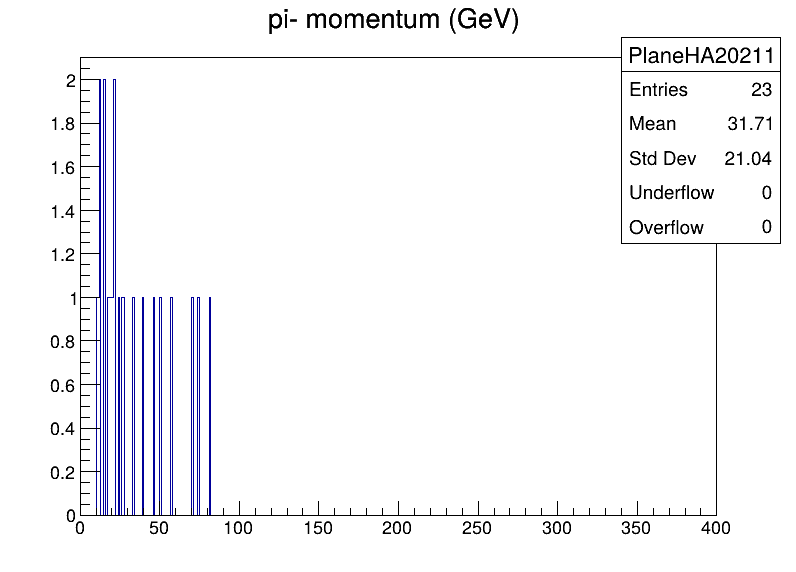 pi- momentum (GeV)
PlaneHA20211
Entries 23
Mean 31.71
Std Dev 21.04
Underflow 0
Overflow 0
2
1.8
1.6
1.4
1.2
1
0.8
0.6
0.4
0.2
0
0 50 100 150 200 250 300 350 400